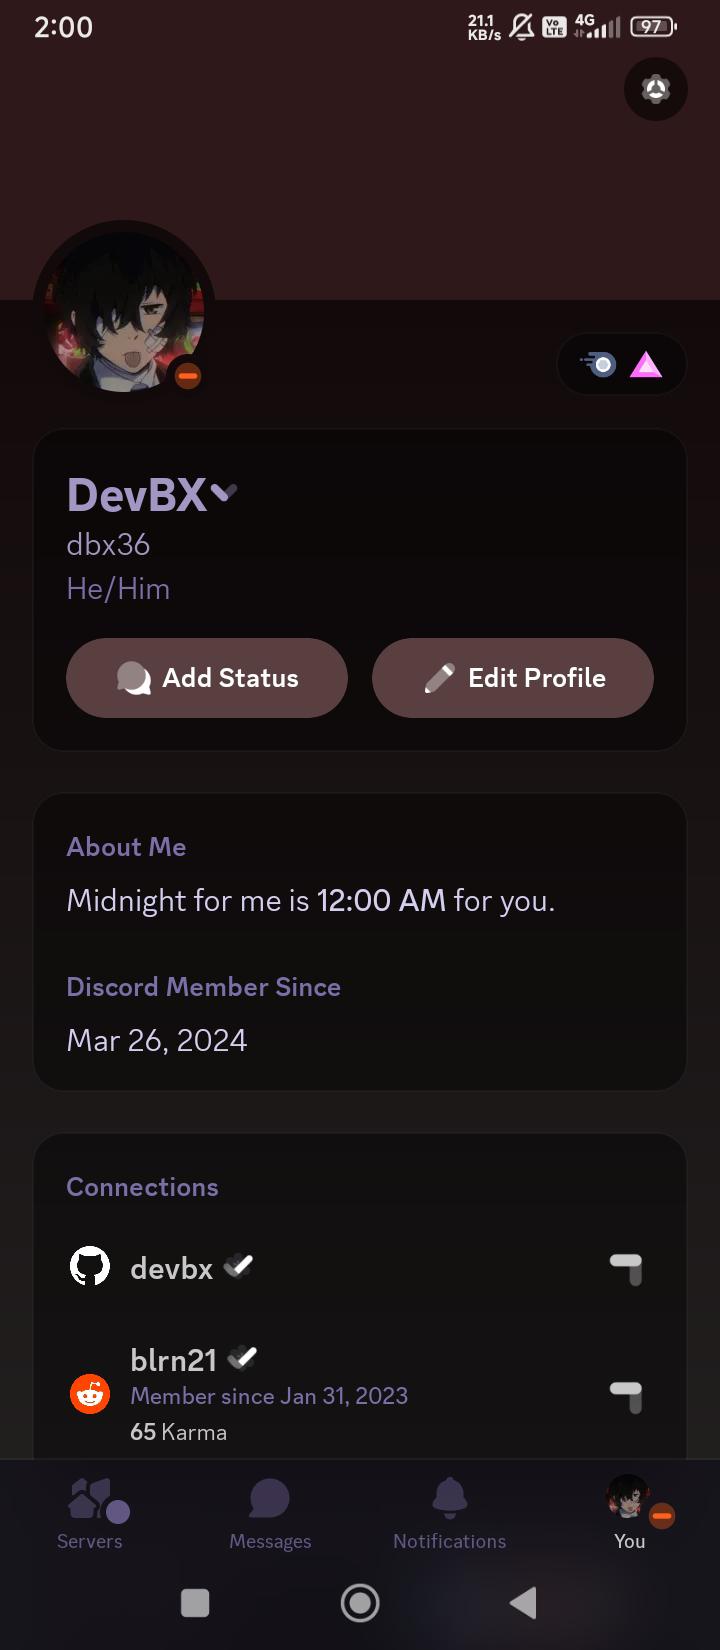 2:00
21.1 KB/s
Vo LTE
4G
97
DevBX
dbx36
He/Him
Add Status
Edit Profile
About Me
Midnight for me is 12:00 AM for you.
Discord Member Since
Mar 26, 2024
Connections
devbx
blrn21
Member since Jan 31, 2023
65 Karma
Servers
Messages
Notifications
You